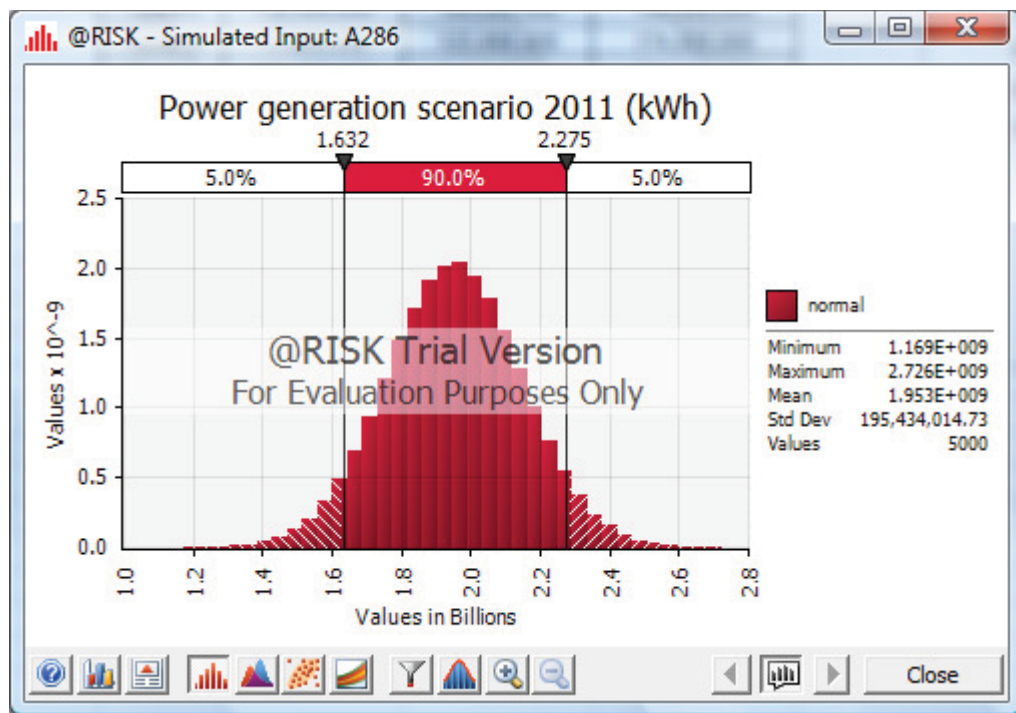 @RISK - Simulated Input: A286
Power generation scenario 2011 (kWh)
1.632 2.275
5.0% 90.0% 5.0%
2.5
2.0
1.5
1.0
0.5
0.0
Values x 10^-9
@RISK Trial Version
For Evaluation Purposes Only
1.0 1.2 1.4 1.6 1.8 2.0 2.2 2.4 2.6 2.8
Values in Billions
normal
Minimum 1.169E+009
Maximum 2.726E+009
Mean 1.953E+009
Std Dev 195,434,014.73
Values 5000
Close